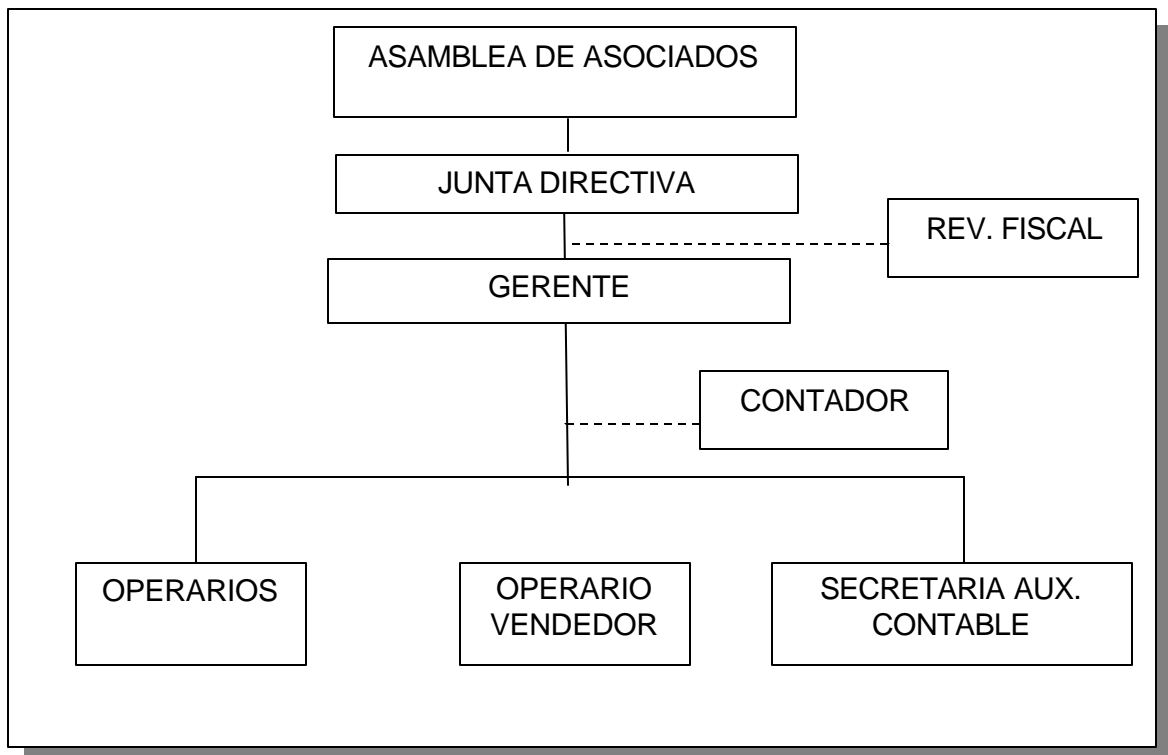 ASAMBLEA DE ASOCIADOS
JUNTA DIRECTIVA
REV. FISCAL
GERENTE
CONTADOR
OPERARIOS
OPERARIO
VENDEDOR
SECRETARIA AUX.
CONTABLE